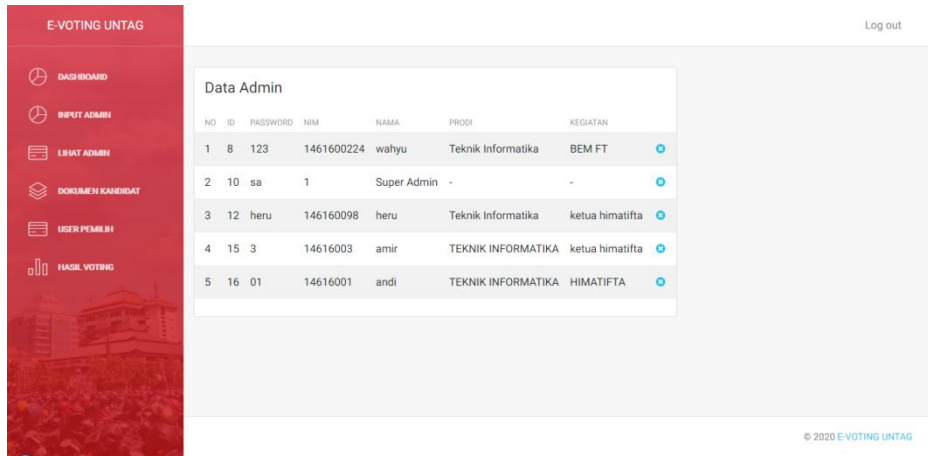 E-VOTING UNTAG
Log out
DASHBOARD
INPUT ADMIN
LIHAT ADMIN
DOKUMEN KANDIDAT
USER PEMILIH
HASIL VOTING
Data Admin
NO ID PASSWORD NIM NAMA PRODI KEGIATAN
1 8 123 1461600224 wahyu Teknik Informatika BEM FT
2 10 sa 1 Super Admin - -
3 12 heru 146160098 heru Teknik Informatika ketua himatifta
4 15 3 14616003 amir TEKNIK INFORMATIKA ketua himatifta
5 16 01 14616001 andi TEKNIK INFORMATIKA HIMATIFTA
© 2020 E-VOTING UNTAG